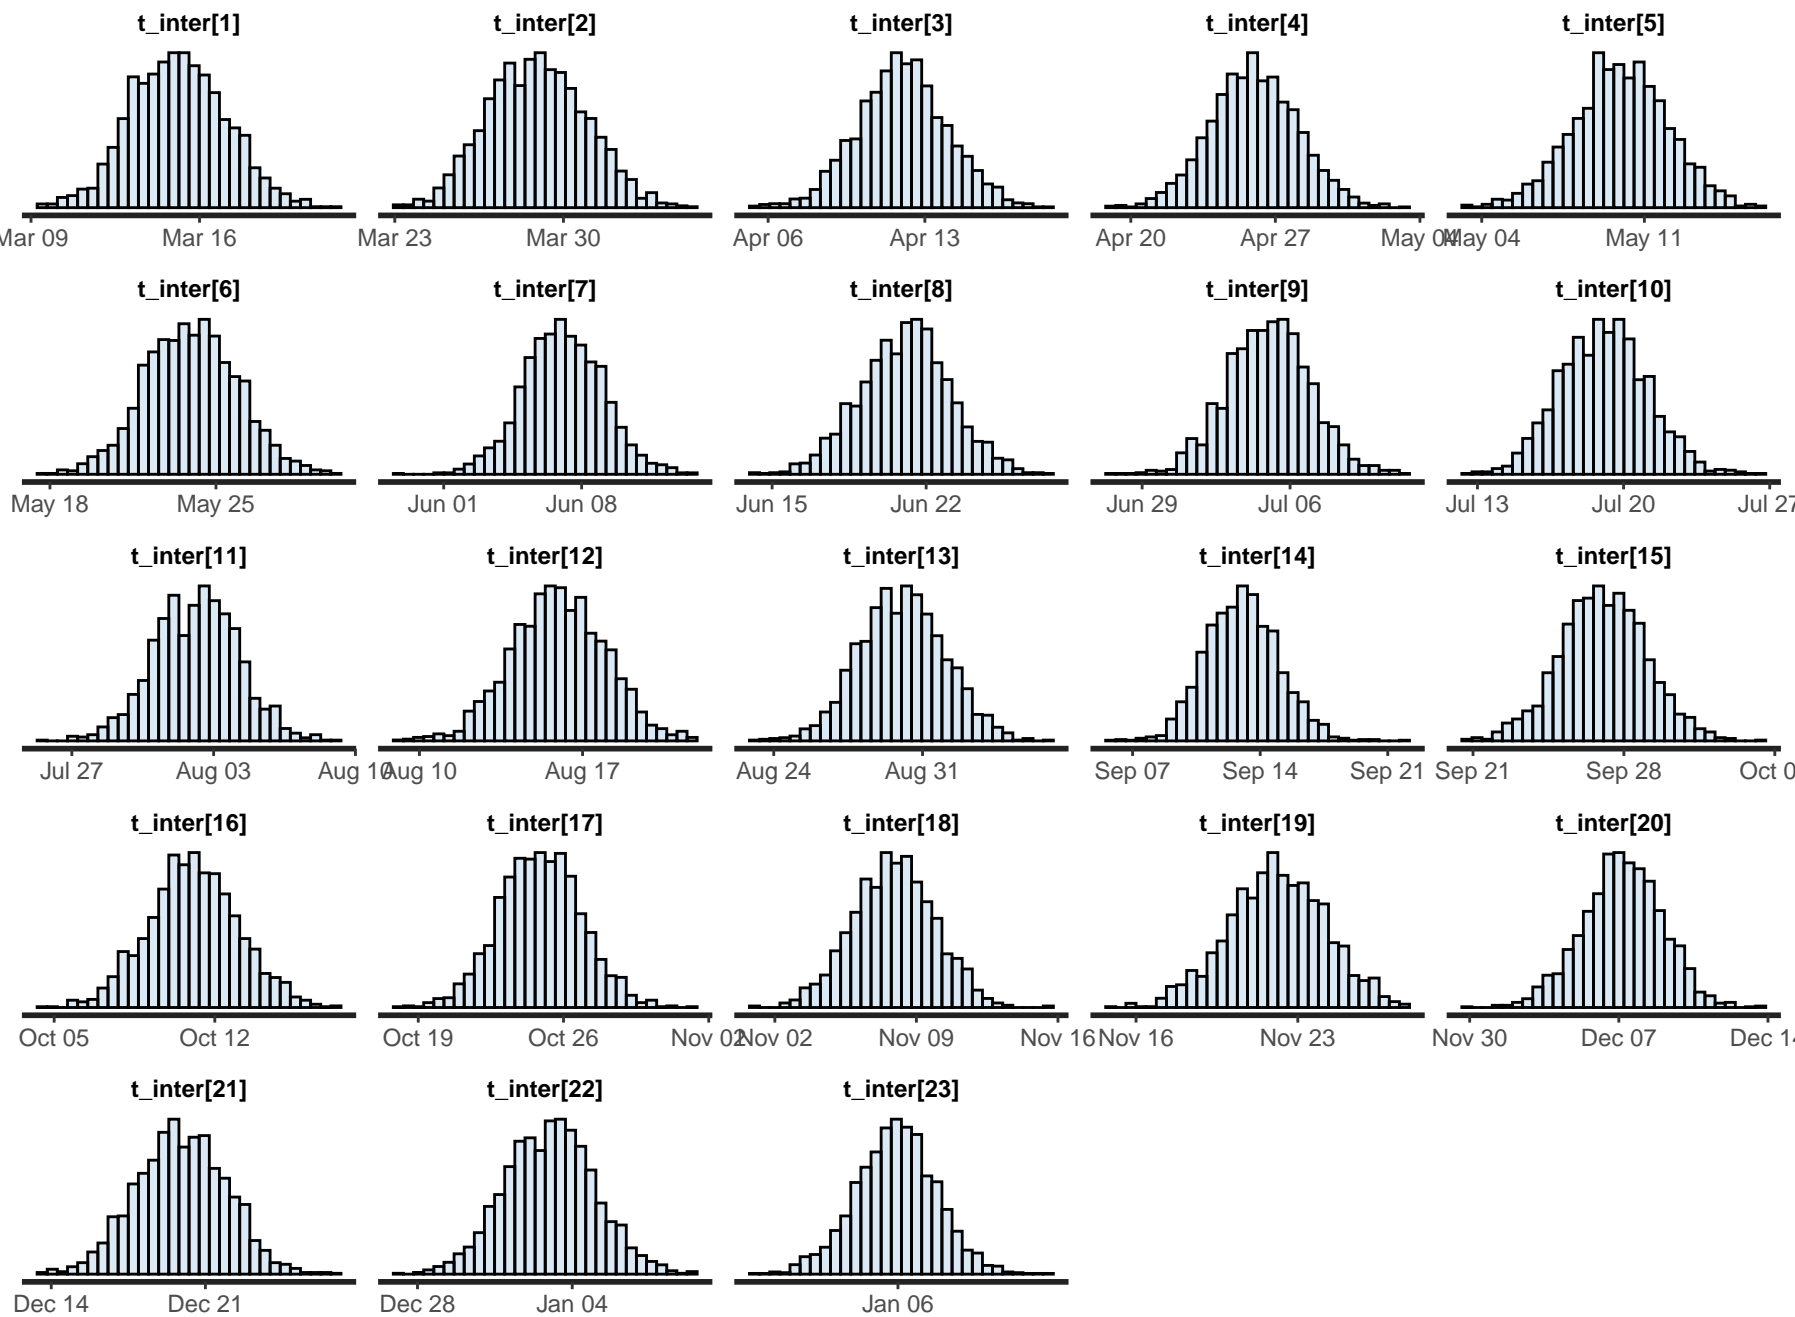 t_inter[1] t_inter[2] t_inter[3] t_inter[4] t_inter[5]
Mar 09 Mar 16 Mar 23 Mar 30 Apr 06 Apr 13 Apr 20 Apr 27 May 04 May 04 May 11
t_inter[6] t_inter[7] t_inter[8] t_inter[9] t_inter[10]
May 18 May 25 Jun 01 Jun 08 Jun 15 Jun 22 Jun 29 Jul 06 Jul 13 Jul 20 Jul 27
t_inter[11] t_inter[12] t_inter[13] t_inter[14] t_inter[15]
Jul 27 Aug 03 Aug 10 Aug 10 Aug 17 Aug 24 Aug 31 Sep 07 Sep 14 Sep 21 Sep 21 Sep 28 Oct 0
t_inter[16] t_inter[17] t_inter[18] t_inter[19] t_inter[20]
Oct 05 Oct 12 Oct 19 Oct 26 Nov 02 Nov 02 Nov 09 Nov 16 Nov 16 Nov 23 Nov 30 Dec 07 Dec 14
t_inter[21] t_inter[22] t_inter[23]
Dec 14 Dec 21 Dec 28 Jan 04 Jan 06